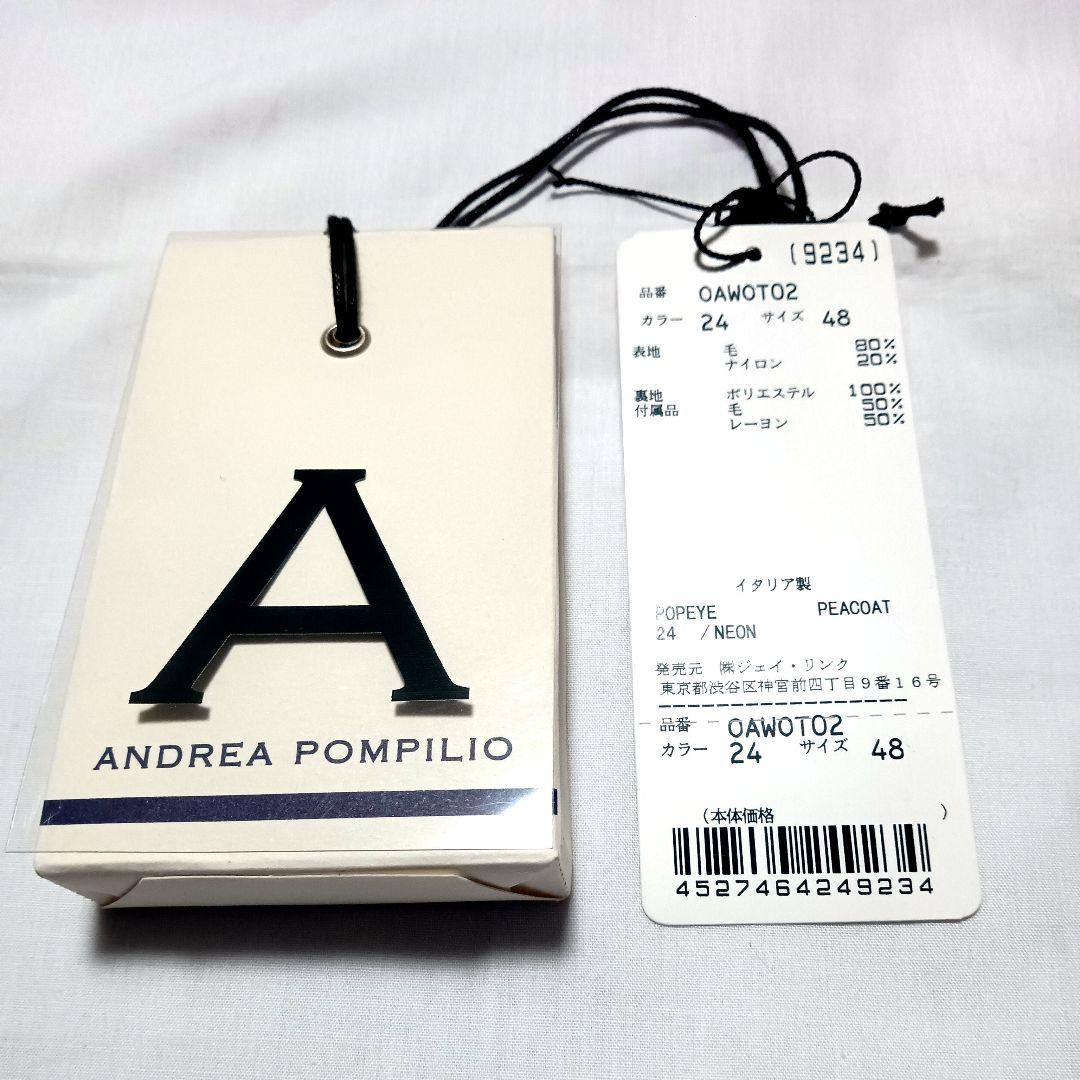 A
ANDREA POMPILIO
(9234)
品番 OAWOTO2
カラー 24 サイズ 48
表地 毛 80%
ナイロン 20%
裏地 ポリエステル 100%
付属品 毛 50%
レーヨン 50%
イタリア製
POPEYE PEACOAT
24 /NEON
発売元 ㈱ジェイ・リンク
東京都渋谷区神宮前四丁目9番16号
品番 OAWOTO2
カラー 24 サイズ 48
(本体価格 )
4527464249234